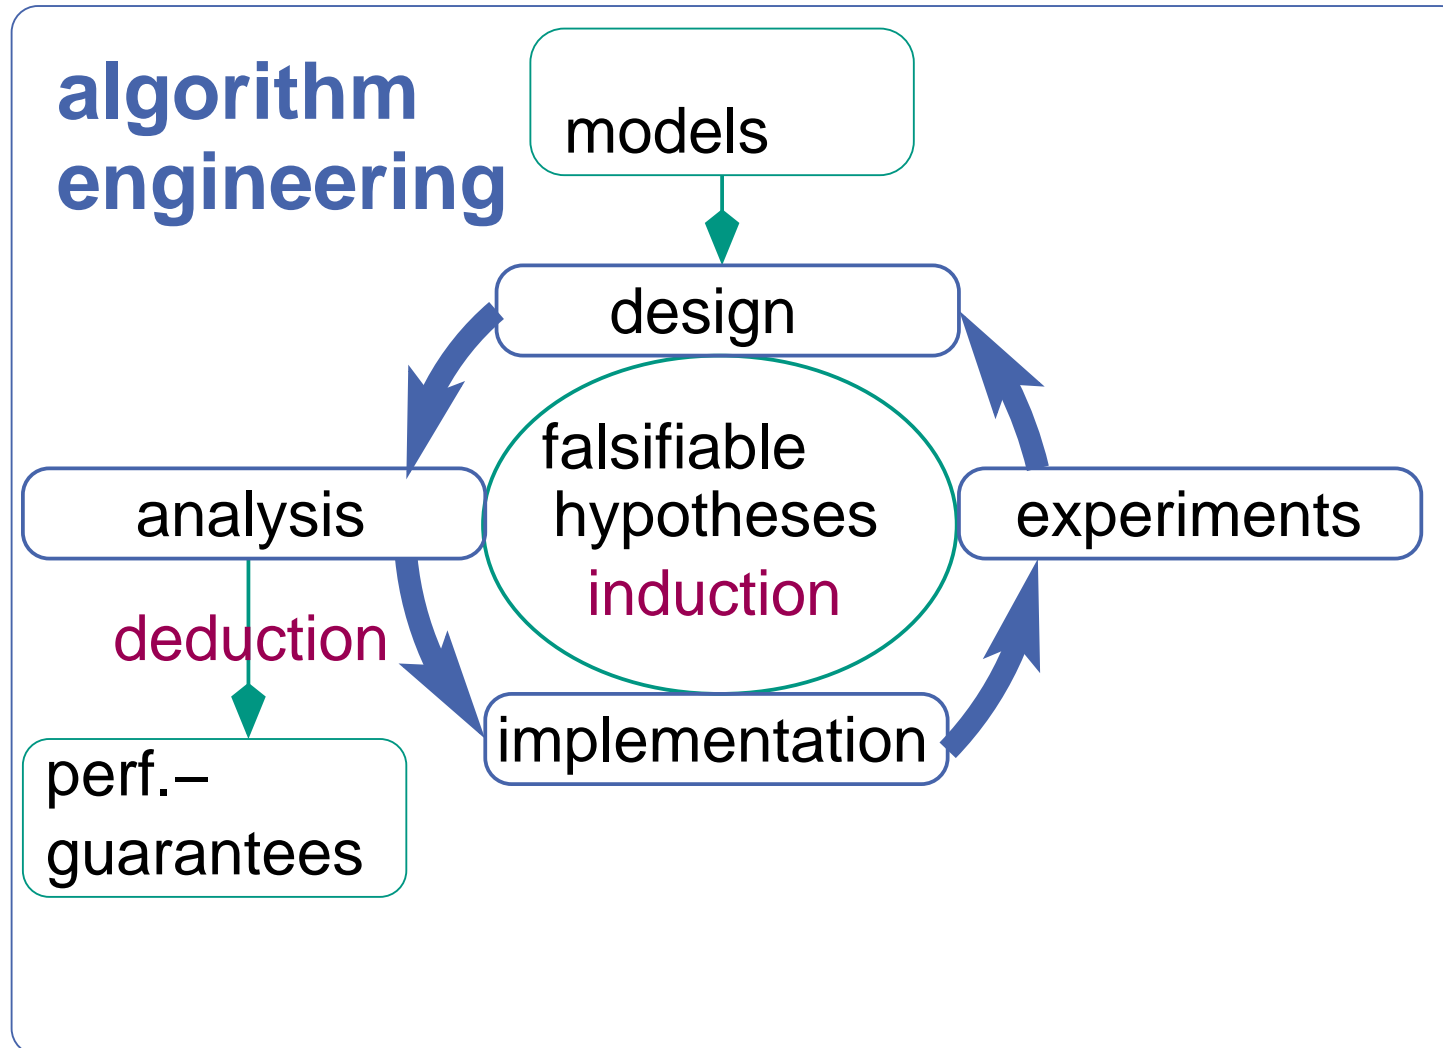 algorithm
engineering
models
design
falsifiable
hypotheses
induction
analysis
experiments
deduction
implementation
perf.–
guarantees